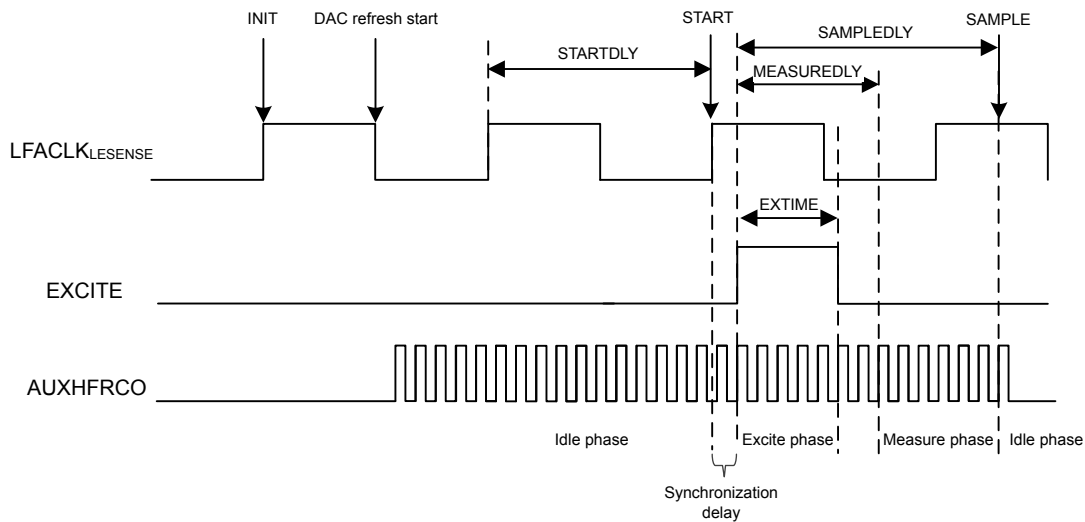 INIT
DAC refresh start
START
SAMPLE
SAMPLEDLY
STARTDLY
MEASUREDLY
LFACLKLESENSE
EXTIME
EXCITE
AUXHFRCO
Idle phase
Excite phase
Measure phase
Idle phase
Synchronization
delay